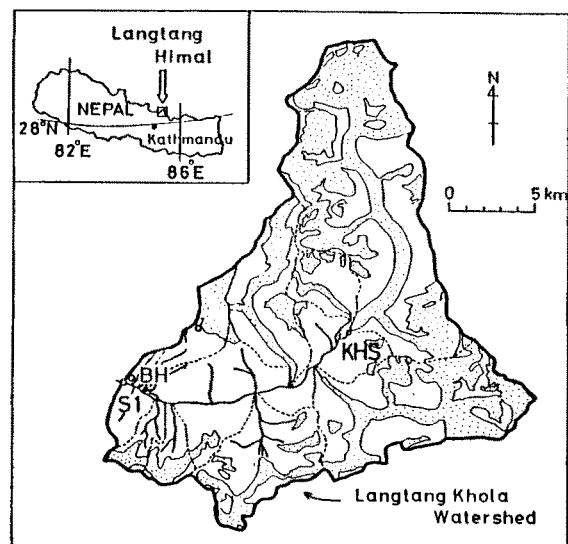 Langtang
Himal
NEPAL
28°N
Kathmandu
82°E
86°E
N
0 5 km
KHS
BH
S1
Langtang Khola
Watershed